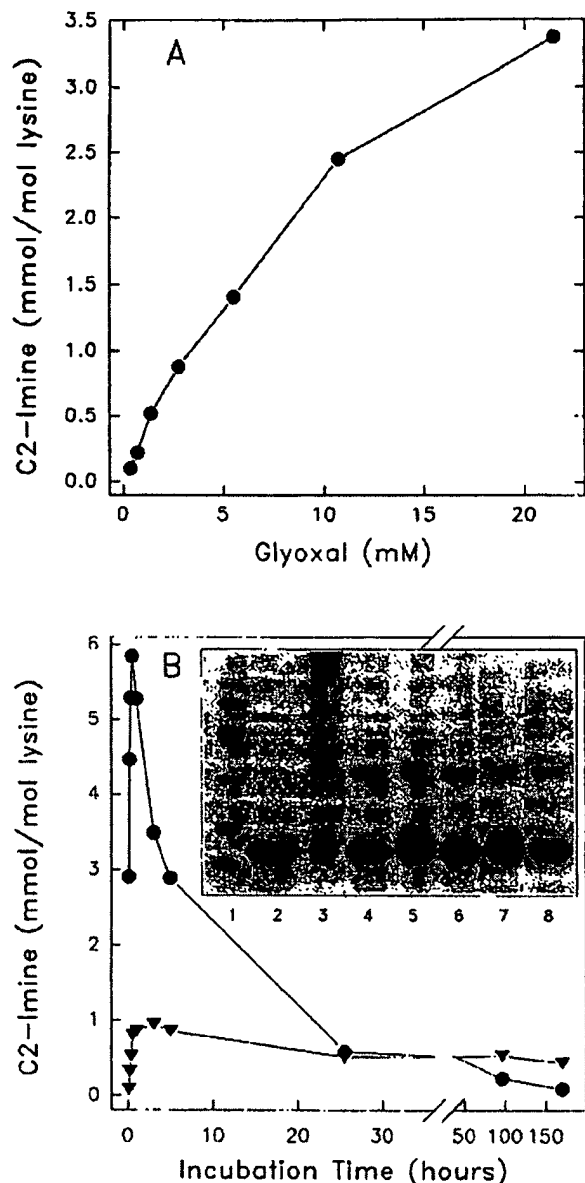 A
3.5
3.0
2.5
2.0
1.5
1.0
0.5
0.0
C2-Imine (mmol/mol lysine)
0 5 10 15 20
Glyoxal (mM)
B
6
5
4
3
2
1
0
C2-Imine (mmol/mol lysine)
1 2 3 4 5 6 7 8
0 10 20 30 50 100 150
Incubation Time (hours)